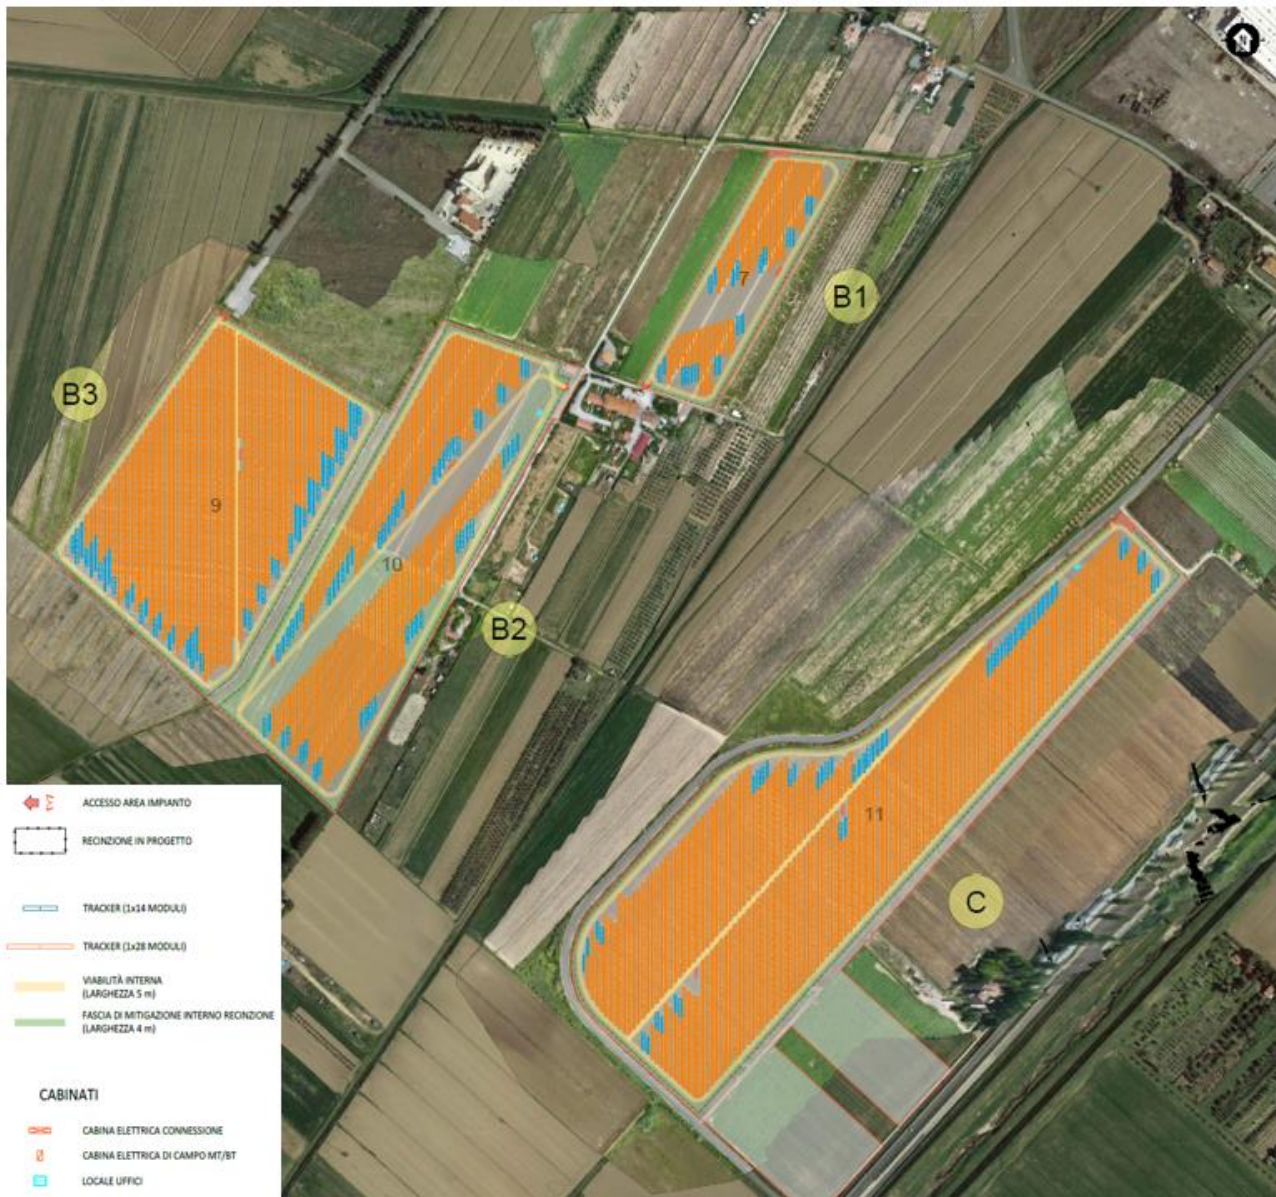 B1
7
B3
9
10
B2
11
C
ACCESSO AREA IMPIANTO
RECINZIONE IN PROGETTO
TRACKER (1x14 MODULI)
TRACKER (1x28 MODULI)
VIABILITÀ INTERNA
(LARGHEZZA 5 m)
FASCIA DI MITIGAZIONE INTERNO RECINZIONE
(LARGHEZZA 4 m)
CABINATI
CABINA ELETTRICA CONNESSIONE
CABINA ELETTRICA DI CAMPO MT/BT
LOCALE UFFICI